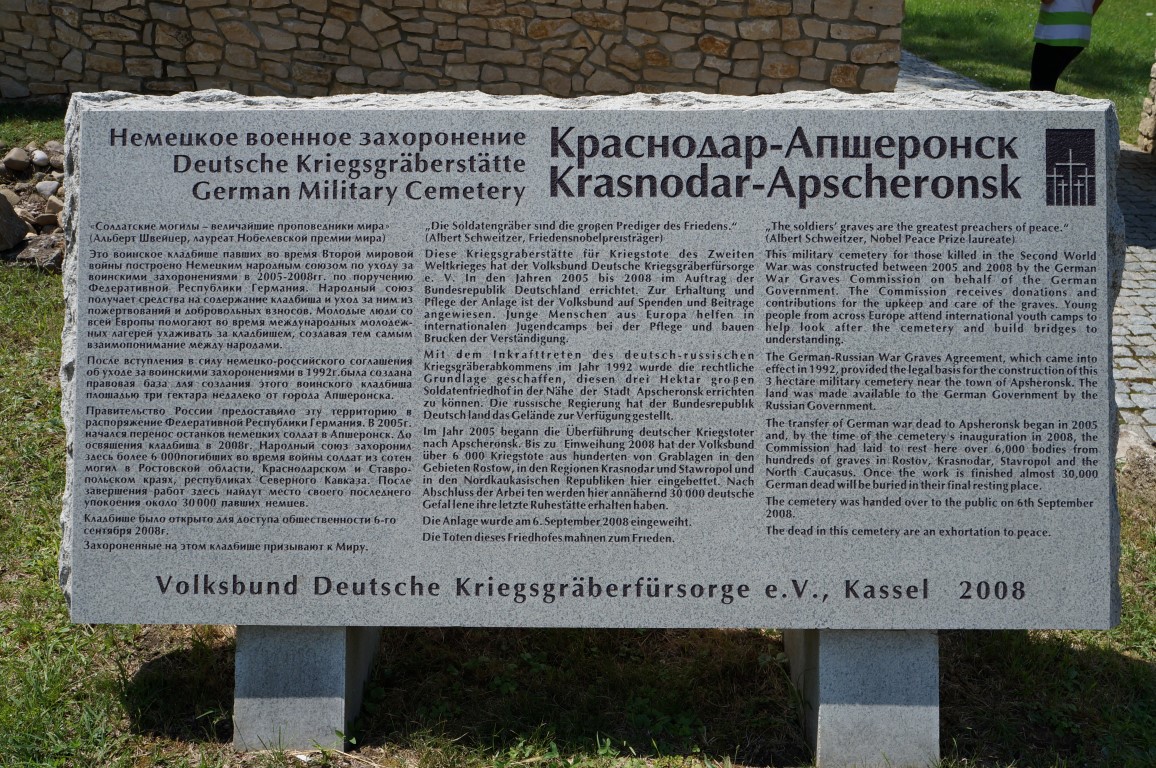 Немецкое военное захоронение
Deutsche Kriegsgräberstätte
German Military Cemetery
Краснодар-Апшеронск
Krasnodar-Apscheronsk
«Солдатские могилы – величайшие проповедники мира»
(Альберт Швейцер, лауреат Нобелевской премии мира)
Это воинское кладбище павших во время Второй мировой
войны построено Немецким народным союзом по уходу за
воинскими захоронениями в 2005-2008гг. по поручению
Федеративной Республики Германия. Народный союз
получает средства на содержание кладбища и уход за ним из
пожертвований и добровольных взносов. Молодые люди со
всей Европы помогают во время международных молодеж-
ных лагерей ухаживать за кладбищем, создавая тем самым
взаимопонимание между народами.
После вступления в силу немецко-российского соглашения
об уходе за воинскими захоронениями в 1992г.была создана
правовая база для создания этого воинского кладбища
площадью три гектара недалеко от города Апшеронска.
Правительство России предоставило эту территорию в
распоряжение Федеративной Республики Германия. В 2005г.
начался перенос останков немецких солдат в Апшеронск. До
освящения кладбища в 2008г. Народный союз захоронил
здесь более 6 000погибших во время войны солдат из сотен
могил в Ростовской области, Краснодарском и Ставро-
польском краях, республиках Северного Кавказа. После
завершения работ здесь найдут место своего последнего
упокоения около 30 000 павших немцев.
Кладбище было открыто для доступа общественности 6-го
сентября 2008г.
Захороненные на этом кладбище призывают к Миру.
„Die Soldatengräber sind die großen Prediger des Friedens.“
(Albert Schweitzer, Friedensnobelpreisträger)
Diese Kriegsgräberstätte für Kriegstote des Zweiten
Weltkrieges hat der Volksbund Deutsche Kriegsgräberfürsorge
e. V. in den Jahren 2005 bis 2008 im Auftrag der
Bundesrepublik Deutschland errichtet. Zur Erhaltung und
Pflege der Anlage ist der Volksbund auf Spenden und Beitrage
angewiesen. Junge Menschen aus Europa helfen in
internationalen Jugendcamps bei der Pflege und bauen
Brucken der Verständigung.
Mit dem Inkrafttreten des deutsch-russischen
Kriegsgräberabkommens im Jahr 1992 wurde die rechtliche
Grundlage geschaffen, diesen drei Hektar großen
Soldatenfriedhof in der Nähe der Stadt Apscheronsk errichten
zu können. Die russische Regierung hat der Bundesrepublik
Deutsch land das Gelände zur Verfügung gestellt.
Im Jahr 2005 begann die Überführung deutscher Kriegstoter
nach Apscheronsk. Bis zu Einweihung 2008 hat der Volksbund
über 6 000 Kriegstote aus hunderten von Grablagen in den
Gebieten Rostow, in den Regionen Krasnodar und Stawropol und
in den Nordkaukasischen Republiken hier eingebettet. Nach
Abschluss der Arbei ten werden hier annähernd 30 000 deutsche
Gefal lene ihre letzte Ruhestätte erhalten haben.
Die Anlage wurde am 6. September 2008 eingeweiht.
Die Toten dieses Friedhofes mahnen zum Frieden.
„The soldiers' graves are the greatest preachers of peace.“
(Albert Schweitzer, Nobel Peace Prize laureate)
This military cemetery for those killed in the Second World
War was constructed between 2005 and 2008 by the German
War Graves Commission on behalf of the German
Government. The Commission receives donations and
contributions for the upkeep and care of the graves. Young
people from across Europe attend international youth camps to
help look after the cemetery and build bridges to
understanding.
The German-Russian War Graves Agreement, which came into
effect in 1992, provided the legal basis for the construction of this
3 hectare military cemetery near the town of Apsheronsk. The
land was made available to the German Government by the
Russian Government.
The transfer of German war dead to Apsheronsk began in 2005
and, by the time of the cemetery's inauguration in 2008, the
Commission had laid to rest here over 6,000 bodies from
hundreds of graves in Rostov, Krasnodar, Stavropol and the
North Caucasus. Once the work is finished almost 30,000
German dead will be buried in their final resting place.
The cemetery was handed over to the public on 6th September
2008.
The dead in this cemetery are an exhortation to peace.
Volksbund Deutsche Kriegsgräberfürsorge e.V., Kassel 2008